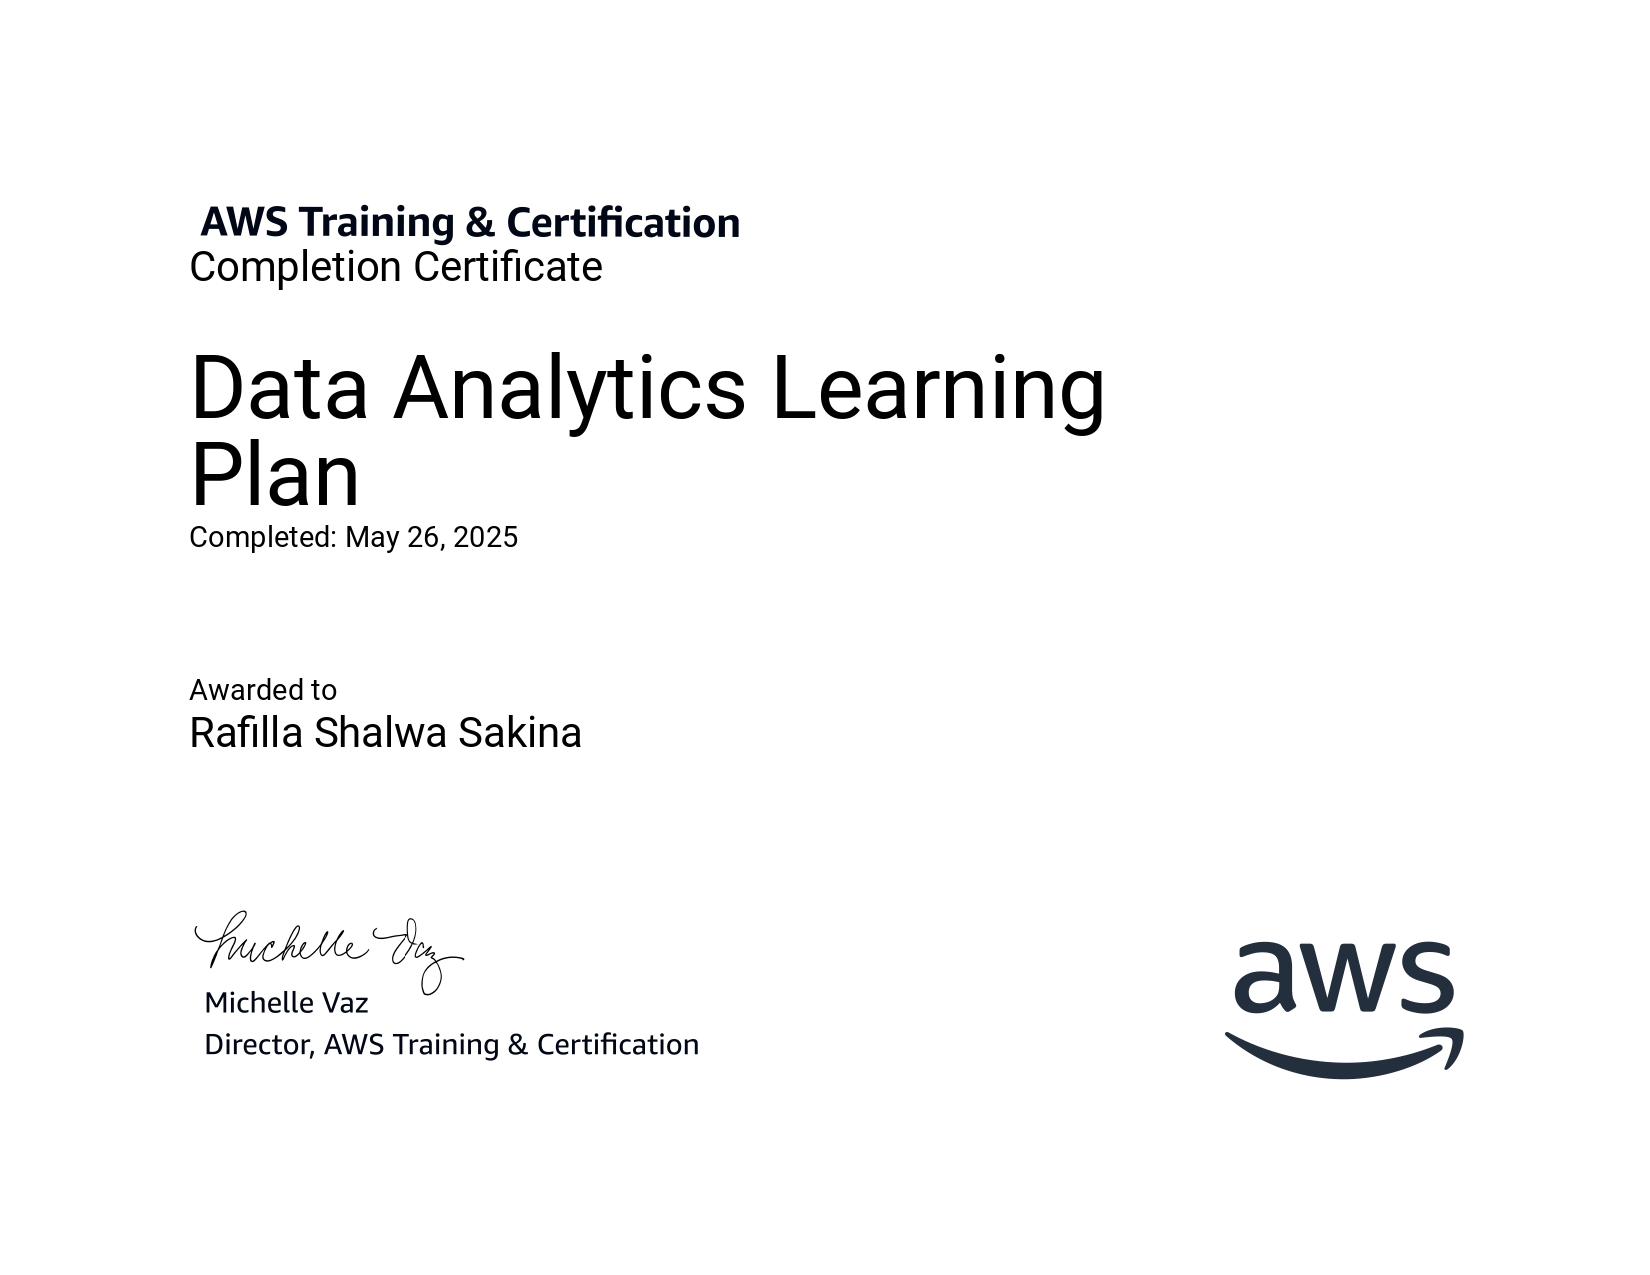 AWS Training & Certification
Completion Certificate
Data Analytics Learning
Plan
Completed: May 26, 2025
Awarded to
Rafilla Shalwa Sakina
Michelle Vaz
Michelle Vaz
Director, AWS Training & Certification
aws